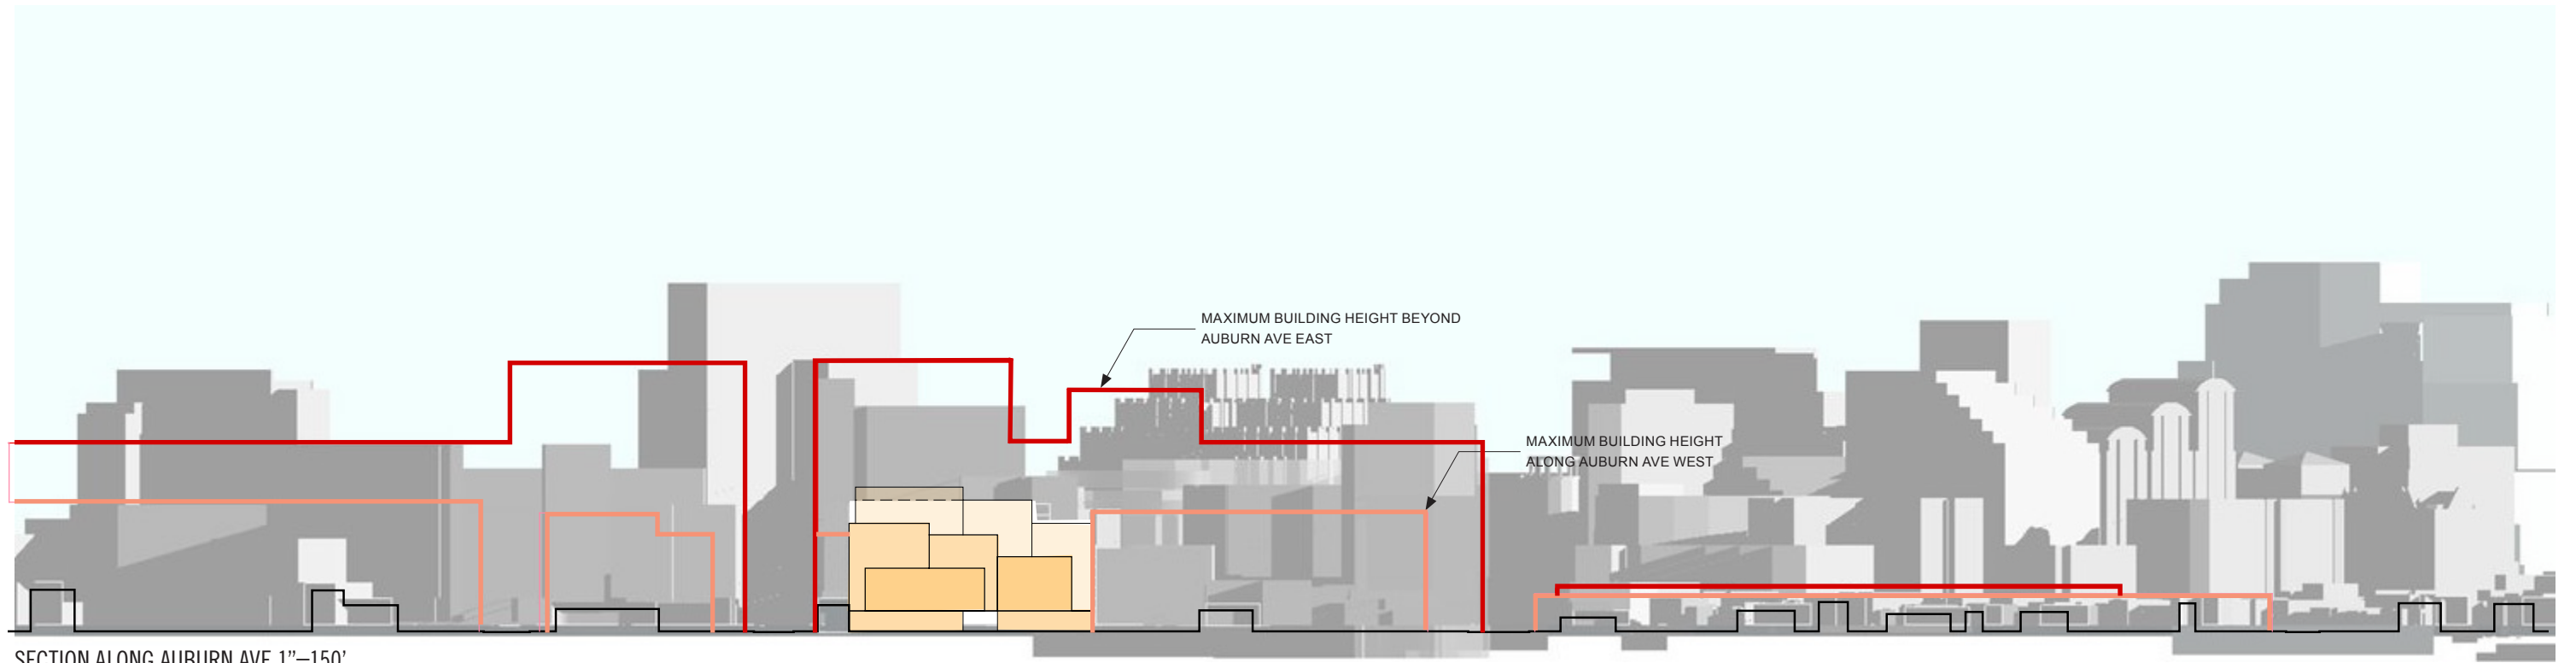 MAXIMUM BUILDING HEIGHT BEYOND
AUBURN AVE EAST
MAXIMUM BUILDING HEIGHT
ALONG AUBURN AVE WEST
SECTION ALONG AUBURN AVE 1”=150’